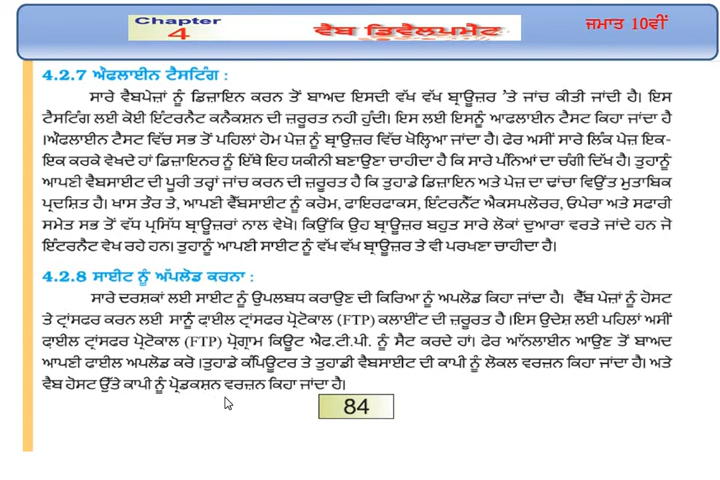 Chapter
4
ਵੈਬ ਡਿਵੈਲਪਮੇਟ
ਜਮਾਤ 10ਵੀਂ
4.2.7 ਔਫਲਾਈਨ ਟੈਸਟਿੰਗ :
ਸਾਰੇ ਵੈਬਪੇਜ਼ਾਂ ਨੂੰ ਡਿਜ਼ਾਇਨ ਕਰਨ ਤੋਂ ਬਾਅਦ ਇਸਦੀ ਵੱਖ ਵੱਖ ਬ੍ਰਾਊਜ਼ਰ 'ਤੇ ਜਾਂਚ ਕੀਤੀ ਜਾਂਦੀ ਹੈ। ਇਸ
ਟੈਸਟਿੰਗ ਲਈ ਕੋਈ ਇੰਟਰਨੈਟ ਕਨੈਕਸ਼ਨ ਦੀ ਜ਼ਰੂਰਤ ਨਹੀ ਹੁੰਦੀ। ਇਸ ਲਈ ਇਸਨੂੰ ਆਫਲਾਈਨ ਟੈਸਟ ਕਿਹਾ ਜਾਂਦਾ ਹੈ
।ਔਫਲਾਈਨ ਟੈਸਟ ਵਿੱਚ ਸਭ ਤੋਂ ਪਹਿਲਾਂ ਹੋਮ ਪੇਜ਼ ਨੂੰ ਬ੍ਰਾਊਜ਼ਰ ਵਿੱਚ ਖੋਲ੍ਹਿਆ ਜਾਂਦਾ ਹੈ। ਫੇਰ ਅਸੀਂ ਸਾਰੇ ਲਿੰਕ ਪੇਜ਼ ਇਕ-
ਇਕ ਕਰਕੇ ਵੇਖਦੇ ਹਾਂ ਡਿਜ਼ਾਇਨਰ ਨੂੰ ਇੱਥੇ ਇਹ ਯਕੀਨੀ ਬਣਾਉਣਾ ਚਾਹੀਦਾ ਹੈ ਕਿ ਸਾਰੇ ਪੰਨਿਆਂ ਦਾ ਚੰਗੀ ਦਿੱਖ ਹੈ। ਤੁਹਾਨੂੰ
ਆਪਣੀ ਵੈਬਸਾਈਟ ਦੀ ਪੂਰੀ ਤਰ੍ਹਾਂ ਜਾਂਚ ਕਰਨ ਦੀ ਜ਼ਰੂਰਤ ਹੈ ਕਿ ਤੁਹਾਡੇ ਡਿਜ਼ਾਇਨ ਅਤੇ ਪੇਜ਼ ਦਾ ਢਾਂਚਾ ਵਿਉਂਤ ਮੁਤਾਬਿਕ
ਪ੍ਰਦਸ਼ਿਤ ਹੈ। ਖਾਸ ਤੌਰ ਤੇ, ਆਪਣੀ ਵੈੱਬਸਾਈਟ ਨੂੰ ਕਰੋਮ, ਫਾਇਰਫਾਕਸ, ਇੰਟਰਨੈੱਟ ਐਕਸਪਲੋਰਰ, ਓਪੇਰਾ ਅਤੇ ਸਫਾਰੀ
ਸਮੇਤ ਸਭ ਤੋਂ ਵੱਧ ਪ੍ਰਸਿੱਧ ਬ੍ਰਾਊਜ਼ਰਾਂ ਨਾਲ ਵੇਖੋ। ਕਿਉਂਕਿ ਉਹ ਬ੍ਰਾਊਜ਼ਰ ਬਹੁਤ ਸਾਰੇ ਲੋਕਾਂ ਦੁਆਰਾ ਵਰਤੇ ਜਾਂਦੇ ਹਨ ਜੋ
ਇੰਟਰਨੈਟ ਵੇਖ ਰਹੇ ਹਨ। ਤੁਹਾਨੂੰ ਆਪਣੀ ਸਾਈਟ ਨੂੰ ਵੱਖ ਵੱਖ ਬ੍ਰਾਊਜ਼ਰ ਤੇ ਵੀ ਪਰਖਣਾ ਚਾਹੀਦਾ ਹੈ।
4.2.8 ਸਾਈਟ ਨੂੰ ਅੱਪਲੋਡ ਕਰਨਾ :
ਸਾਰੇ ਦਰਸ਼ਕਾਂ ਲਈ ਸਾਈਟ ਨੂੰ ਉਪਲਬਧ ਕਰਾਉਣ ਦੀ ਕਿਰਿਆ ਨੂੰ ਅਪਲੋਡ ਕਿਹਾ ਜਾਂਦਾ ਹੈ। ਵੈੱਬ ਪੇਜ਼ਾਂ ਨੂੰ ਹੋਸਟ
ਤੇ ਟ੍ਰਾਂਸਫਰ ਕਰਨ ਲਈ ਸਾਨੂੰ ਫ਼ਾਇਲ ਟ੍ਰਾਂਸਫਰ ਪ੍ਰੋਟੋਕਾਲ (FTP) ਕਲਾਈਂਟ ਦੀ ਜ਼ਰੂਰਤ ਹੈ।ਇਸ ਉਦੇਸ਼ ਲਈ ਪਹਿਲਾਂ ਅਸੀਂ
ਫ਼ਾਇਲ ਟ੍ਰਾਂਸਫਰ ਪ੍ਰੋਟੋਕਾਲ (FTP) ਪ੍ਰੋਗ੍ਰਾਮ ਕਿਊਟ ਐਫ.ਟੀ.ਪੀ. ਨੂੰ ਸੈਟ ਕਰਦੇ ਹਾਂ। ਫੇਰ ਆੱਨਲਾਈਨ ਆਉਣ ਤੋਂ ਬਾਅਦ
ਆਪਣੀ ਫਾਈਲ ਅਪਲੋਡ ਕਰੋ ।ਤੁਹਾਡੇ ਕੰਪਿਊਟਰ ਤੇ ਤੁਹਾਡੀ ਵੈਬਸਾਈਟ ਦੀ ਕਾਪੀ ਨੂੰ ਲੋਕਲ ਵਰਜ਼ਨ ਕਿਹਾ ਜਾਂਦਾ ਹੈ। ਅਤੇ
ਵੈਬ ਹੋਸਟ ਉੱਤੇ ਕਾਪੀ ਨੂੰ ਪ੍ਰੋਡਕਸ਼ਨ ਵਰਜ਼ਨ ਕਿਹਾ ਜਾਂਦਾ ਹੈ।
84